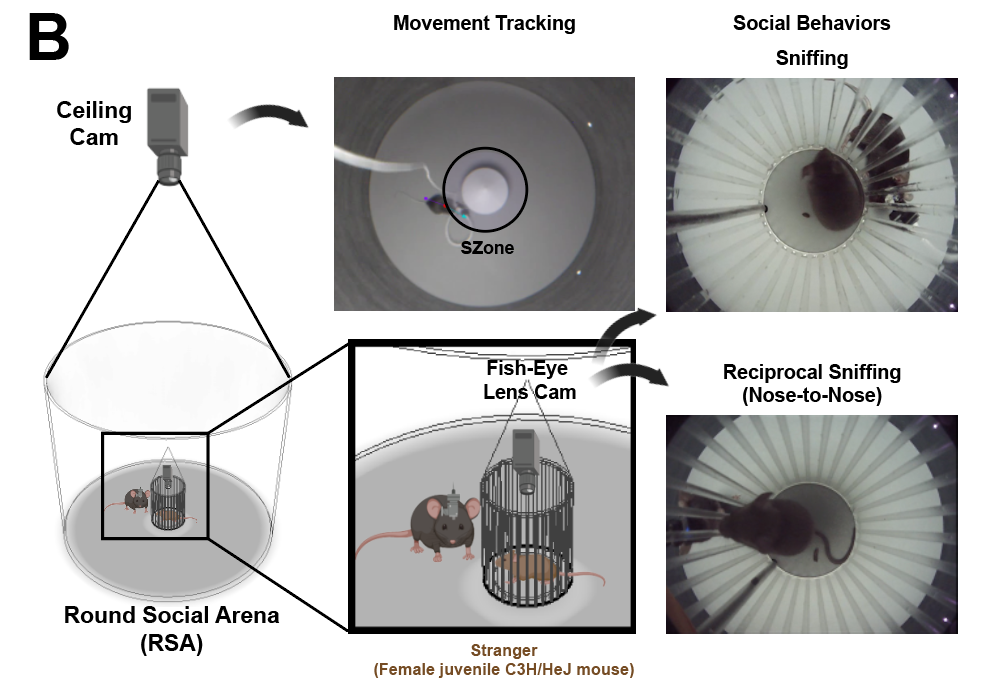 B
Movement Tracking
Social Behaviors
Sniffing
Ceiling
Cam
SZone
Fish-Eye
Lens Cam
Reciprocal Sniffing
(Nose-to-Nose)
Round Social Arena
(RSA)
Stranger
(Female juvenile C3H/HeJ mouse)